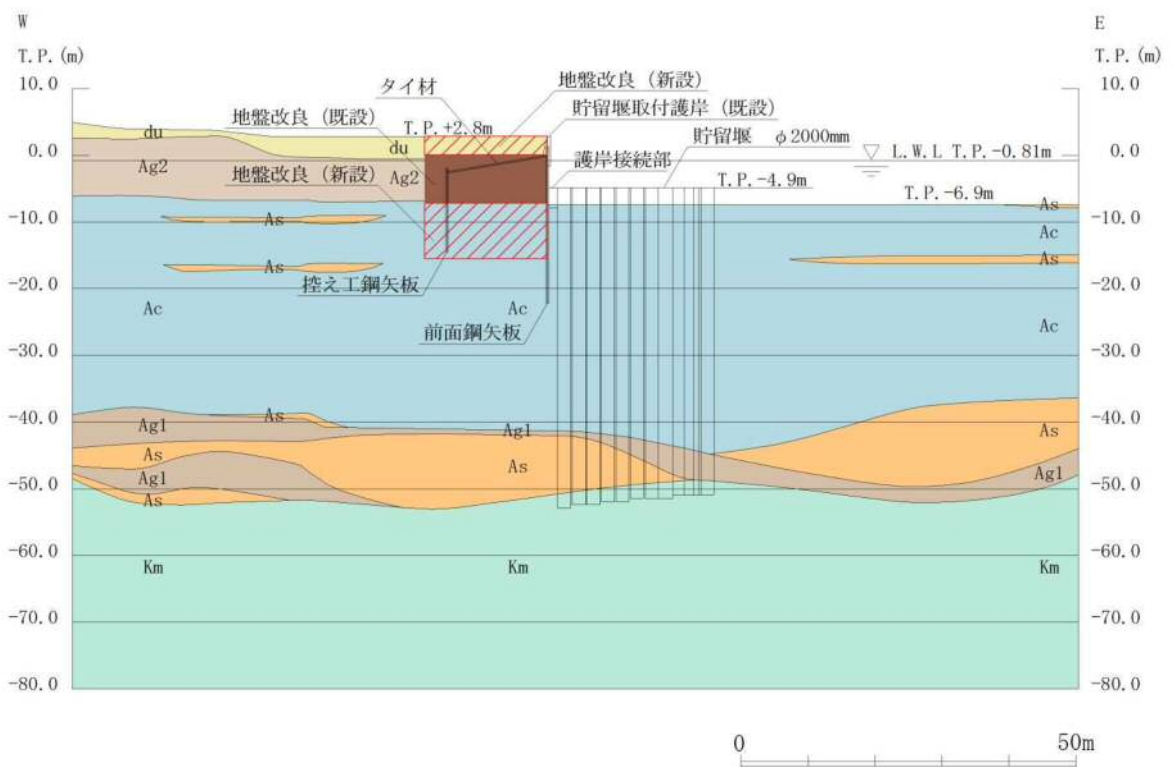 W
E
T.P.(m)
T.P.(m)
10.0
0.0
-10.0
-20.0
-30.0
-40.0
-50.0
-60.0
-70.0
-80.0
10.0
0.0
-10.0
-20.0
-30.0
-40.0
-50.0
-60.0
-70.0
-80.0
タイ材
地盤改良(新設)
地盤改良(既設)
貯留堰取付護岸(既設)
T.P.+2.8m
貯留堰 φ2000mm
護岸接続部
L.W.L T.P.-0.81m
地盤改良(新設)
T.P.-4.9m
T.P.-6.9m
控え工鋼矢板
前面鋼矢板
du
du
Ag2
Ag2
As
As
As
Ac
As
Ac
Ac
Ac
As
Ag1
Ag1
As
As
As
Ag1
Ag1
As
Km
Km
Km
0
50m